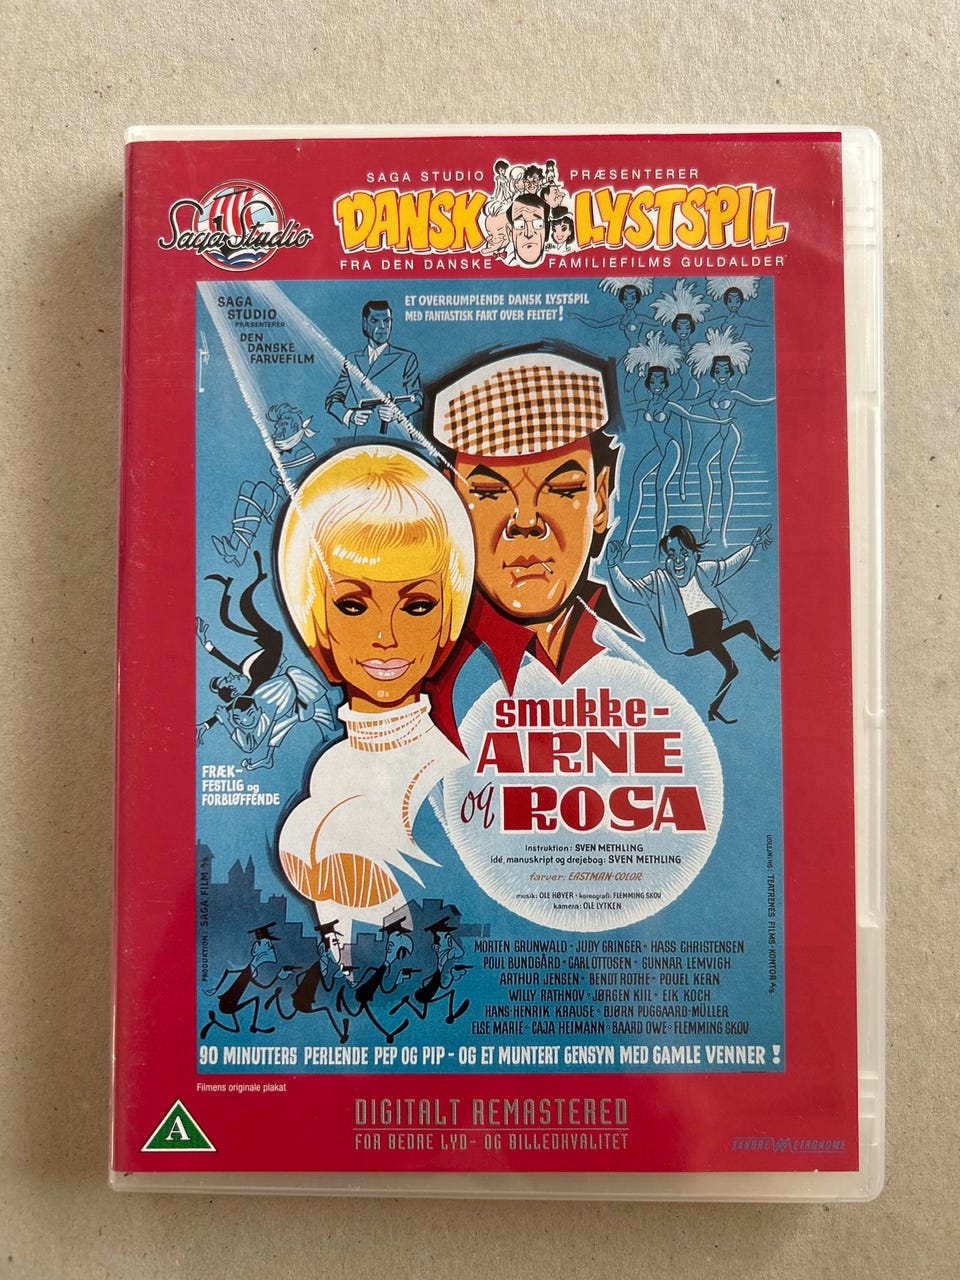 SAGA STUDIO PRÆSENTERER
Saga Studio
DANSK LYSTSPIL
FRA DEN DANSKE FAMILIEFILMS GULDALDER
SAGA
STUDIO
PRÆSENTERER
DEN
DANSKE
FARVEFILM
ET OVERRUMPLENDE DANSK LYSTSPIL
MED FANTASTISK FART OVER FELTET!
smukke-
ARNE
og ROSA
FRÆK-
FESTLIG og
FORBLØFFENDE
Instruktion: SVEN METHLING
idé, manuskript og drejebog: SVEN METHLING
farver: EASTMAN-COLOR
musik: OLE HØYER - koreografi: FLEMMING SKOU
kamera: OLE LYTKEN
PRODUKTION: SAGA FILM A/S
UDLEJNING: TEATRENES FILMS-KONTOR A/S
MORTEN GRUNWALD - JUDY GRINGER - HASS CHRISTENSEN
POUL BUNDGÅRD - CARL OTTOSEN - GUNNAR LEMVIGH
ARTHUR JENSEN - BENDT ROTHE - POUEL KERN
WILLY RATHNOV - JØRGEN KIIL - EIK KOCH
HANS-HENRIK KRAUSE - BJØRN PUGGAARD-MÜLLER
ELSE MARIE - CAJA HEIMANN - BAARD OWE - FLEMMING SKOU
90 MINUTTERS PERLENDE PEP OG PIP - OG ET MUNTERT GENSYN MED GAMLE VENNER!
Filmens originale plakat
A
DIGITALT REMASTERED
FOR BEDRE LYD- OG BILLEDKVALITET
SANDREW METRONOME